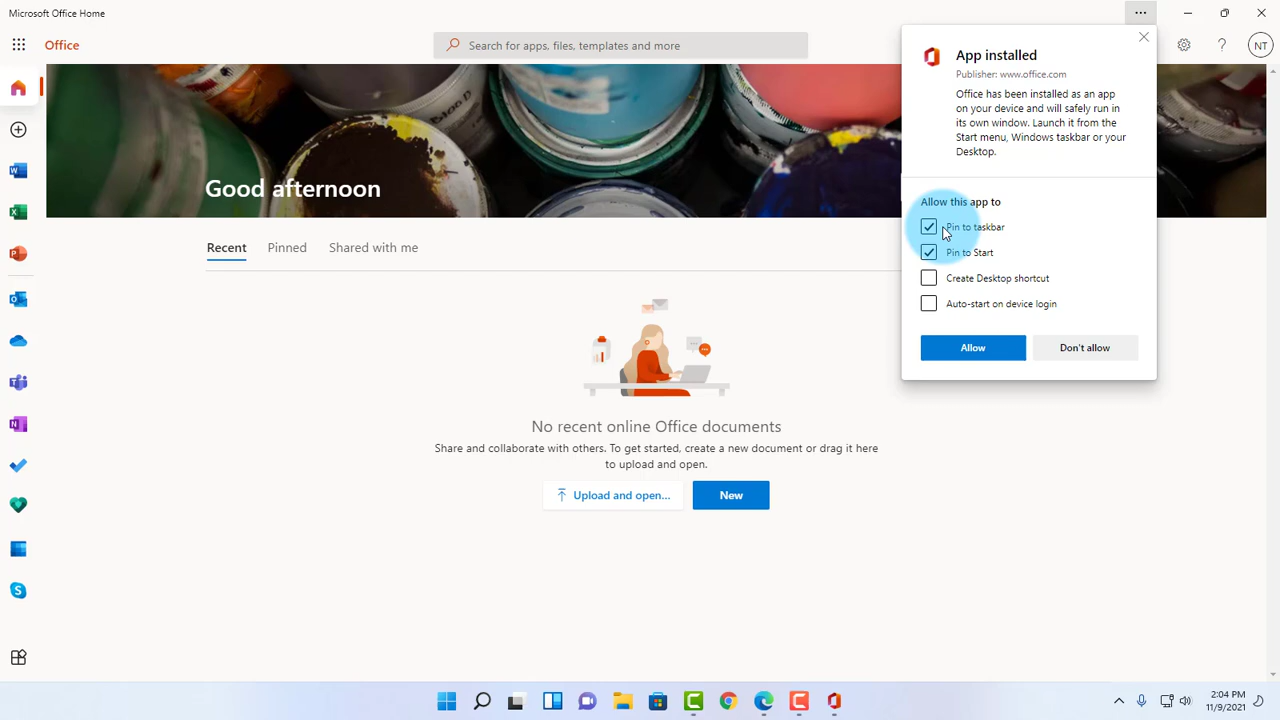 Microsoft Office Home
Office
Search for apps, files, templates and more
NT
App installed
Publisher: www.office.com
Office has been installed as an app
on your device and will safely run in
its own window. Launch it from the
Start menu, Windows taskbar or your
Desktop.
Good afternoon
Allow this app to
Pin to taskbar
Pin to Start
Create Desktop shortcut
Auto-start on device login
Allow
Don't allow
Recent
Pinned
Shared with me
No recent online Office documents
Share and collaborate with others. To get started, create a new document or drag it here
to upload and open.
Upload and open...
New
2:04 PM
11/9/2021